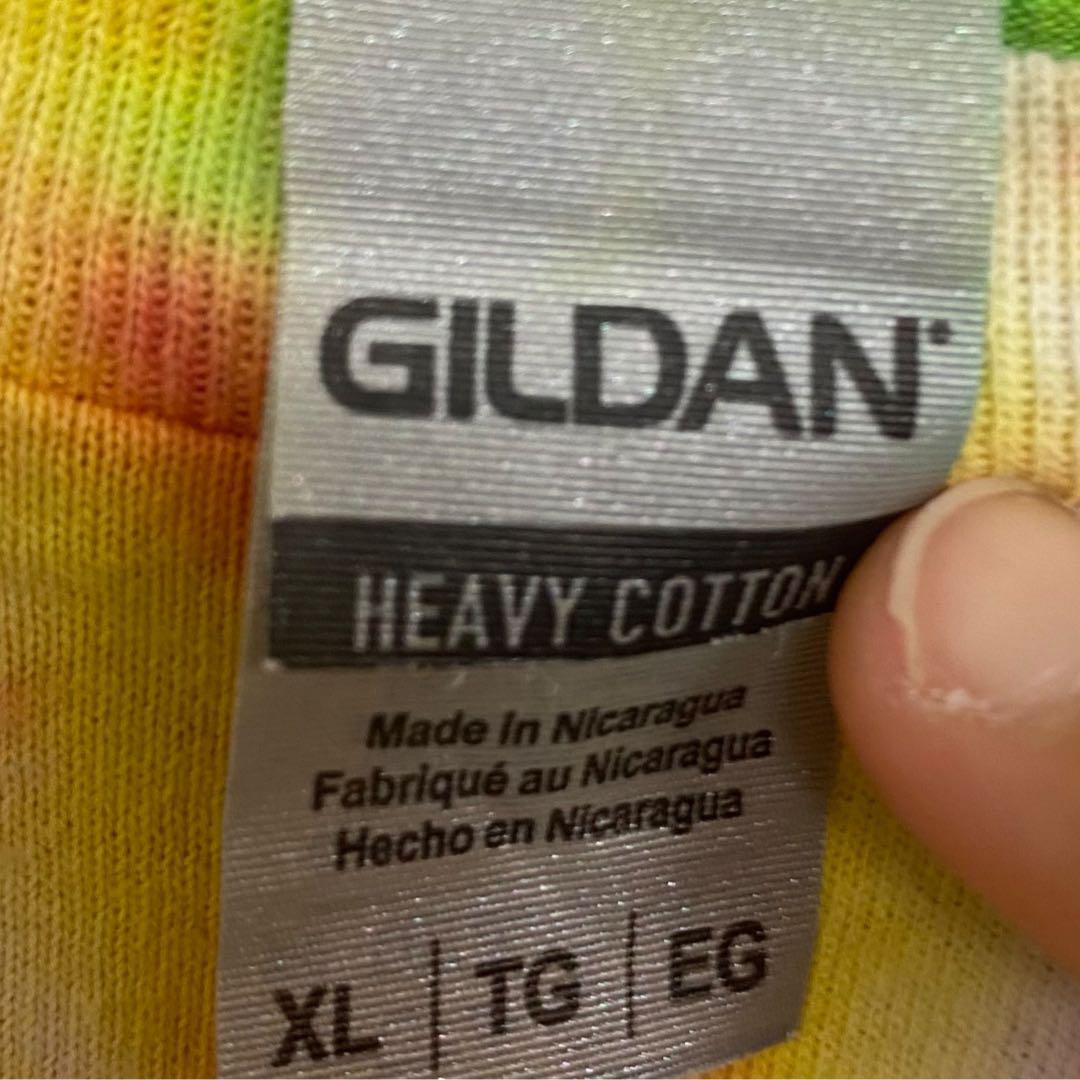 GILDAN
HEAVY COTTON
Made In Nicaragua
Fabriqué au Nicaragua
Hecho en Nicaragua
XL | TG | EG